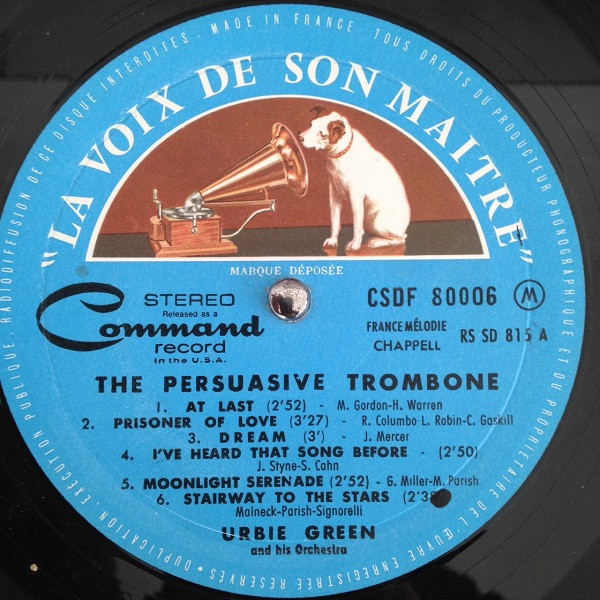 DUPLICATION · EXÉCUTION PUBLIQUE · RADIODIFFUSION DE CE DISQUE INTERDITES · MADE IN FRANCE · TOUS DROITS DU PRODUCTEUR PHONOGRAPHIQUE ET DU PROPRIÉTAIRE DE L'ŒUVRE ENREGISTRÉE RÉSERVÉS ·
"LA VOIX DE SON MAITRE"
MARQUE DÉPOSÉE
STEREO
Released as a
Command
record
in the U.S.A.
CSDF 80006 M
FRANCE MÉLODIE
CHAPPELL
RS SD 815 A
THE PERSUASIVE TROMBONE
1. AT LAST (2'52) - M. Gordon-H. Warren
2. PRISONER OF LOVE (3'27) - R. Columbo-L. Robin-C. Gaskill
3. DREAM (3') - J. Mercer
4. I'VE HEARD THAT SONG BEFORE - (2'50)
J. Styne-S. Cahn
5. MOONLIGHT SERENADE (2'52) - G. Miller-M. Parish
6. STAIRWAY TO THE STARS
Malneck-Parish-Signorelli
URBIE GREEN
and his Orchestra